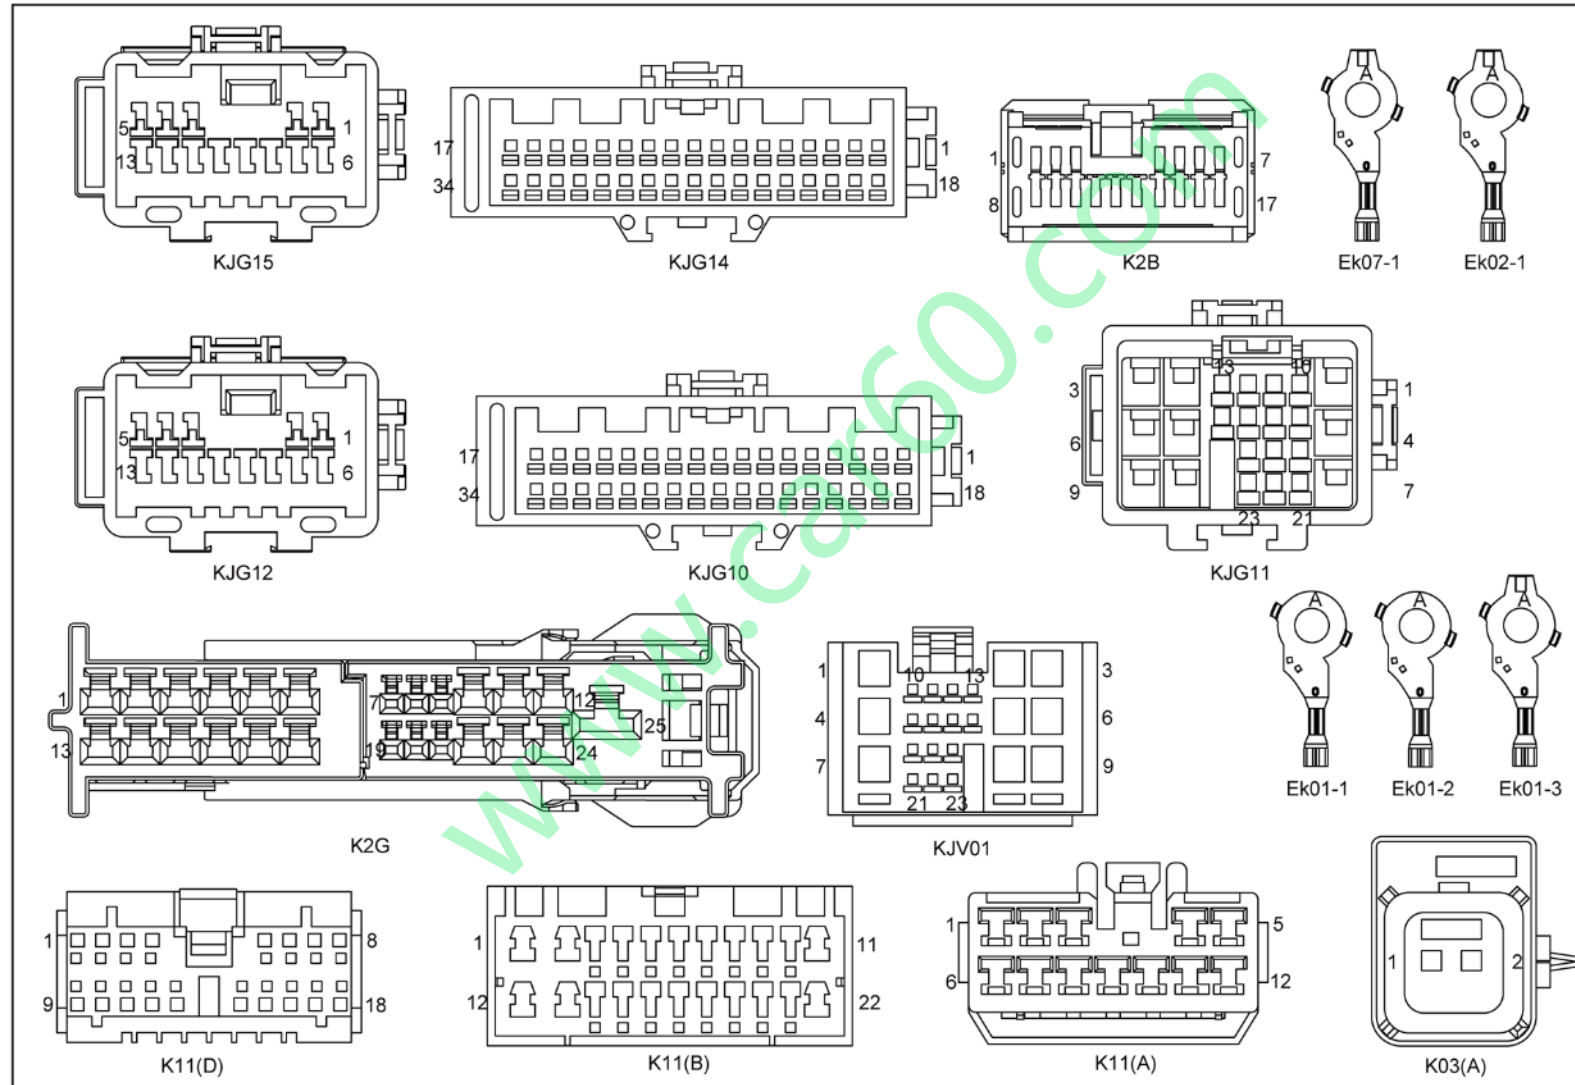 5 1
13 6
KJG15
17 1
34 18
KJG14
1 7
8 17
K2B
A
Ek07-1
A
Ek02-1
5 1
13 6
KJG12
17 1
34 18
KJG10
13 10
3 1
6 4
9 7
23 21
KJG11
1 7 12
13 19 24 25
K2G
1 10 13 3
4 6
7 9
21 23
KJV01
A
Ek01-1
A
Ek01-2
A
Ek01-3
1 8
9 18
K11(D)
1 11
12 22
K11(B)
1 5
6 12
K11(A)
1 2
K03(A)
www.car60.com